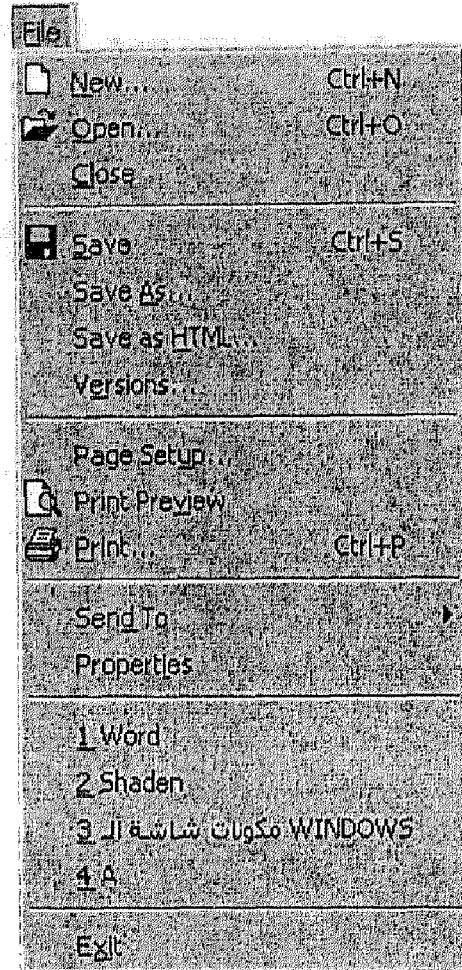 File
New... Ctrl+N
Open... Ctrl+O
Close
Save Ctrl+S
Save As...
Save as HTML...
Versions...
Page Setup...
Print Preview
Print... Ctrl+P
Send To
Properties
1 Word
2 Shaden
3 مكونات شاشة الـ WINDOWS
4 A
Exit